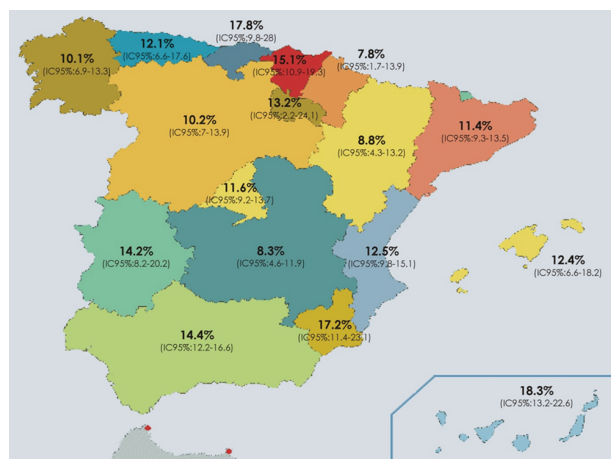 17.8%
(IC95%:9.8-28)
12.1%
(IC95%:6.6-17.6)
10.1%
(IC95%:6.9-13.3)
15.1%
(IC95%:10.9-19.3)
7.8%
(IC95%:1.7-13.9)
13.2%
(IC95%:2.2-24.1)
10.2%
(IC95%:7-13.9)
8.8%
(IC95%:4.3-13.2)
11.4%
(IC95%:9.3-13.5)
11.6%
(IC95%:9.2-13.7)
14.2%
(IC95%:8.2-20.2)
8.3%
(IC95%:4.6-11.9)
12.5%
(IC95%:9.8-15.1)
12.4%
(IC95%:6.6-18.2)
14.4%
(IC95%:12.2-16.6)
17.2%
(IC95%:11.4-23.1)
18.3%
(IC95%:13.2-22.6)